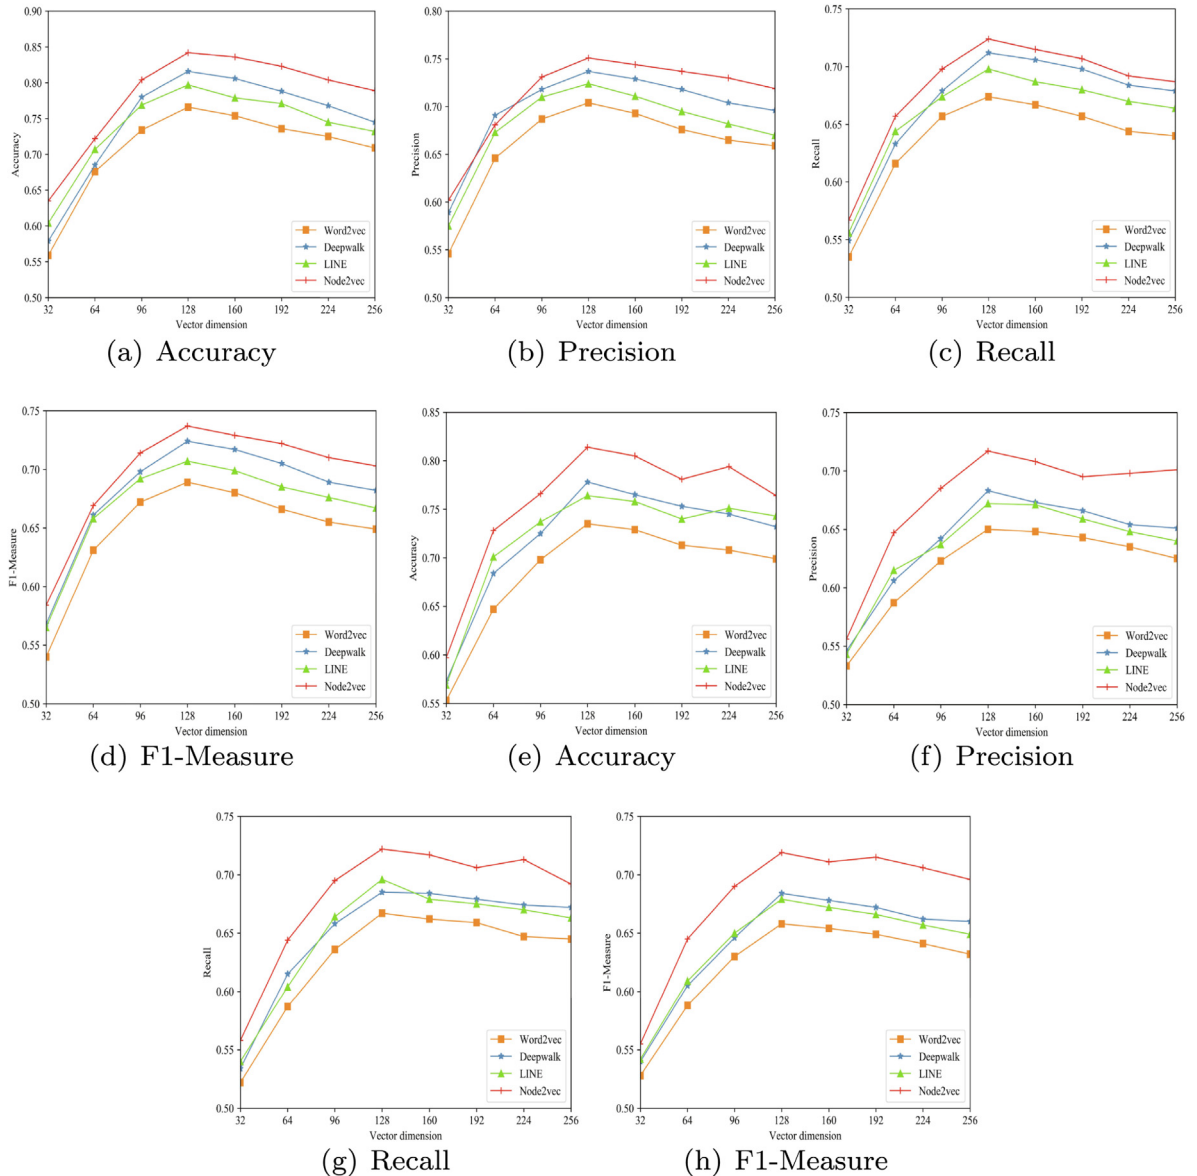 0.90
0.85
0.80
0.75
0.70
0.65
0.60
0.55
0.50
Accuracy
Word2vec
Deepwalk
LINE
Node2vec
32 64 96 128 160 192 224 256
Vector dimension
(a) Accuracy
0.80
0.75
0.70
0.65
0.60
0.55
0.50
Precision
Word2vec
Deepwalk
LINE
Node2vec
32 64 96 128 160 192 224 256
Vector dimension
(b) Precision
0.75
0.70
0.65
0.60
0.55
0.50
Recall
Word2vec
Deepwalk
LINE
Node2vec
32 64 96 128 160 192 224 256
Vector dimension
(c) Recall
0.75
0.70
0.65
0.60
0.55
0.50
F1-Measure
Word2vec
Deepwalk
LINE
Node2vec
32 64 96 128 160 192 224 256
Vector dimension
(d) F1-Measure
0.85
0.80
0.75
0.70
0.65
0.60
0.55
Accuracy
Word2vec
Deepwalk
LINE
Node2vec
32 64 96 128 160 192 224 256
Vector dimension
(e) Accuracy
0.75
0.70
0.65
0.60
0.55
0.50
Precision
Word2vec
Deepwalk
LINE
Node2vec
32 64 96 128 160 192 224 256
Vector dimension
(f) Precision
0.75
0.70
0.65
0.60
0.55
0.50
Recall
Word2vec
Deepwalk
LINE
Node2vec
32 64 96 128 160 192 224 256
Vector dimension
(g) Recall
0.75
0.70
0.65
0.60
0.55
0.50
F1-Measure
Word2vec
Deepwalk
LINE
Node2vec
32 64 96 128 160 192 224 256
Vector dimension
(h) F1-Measure